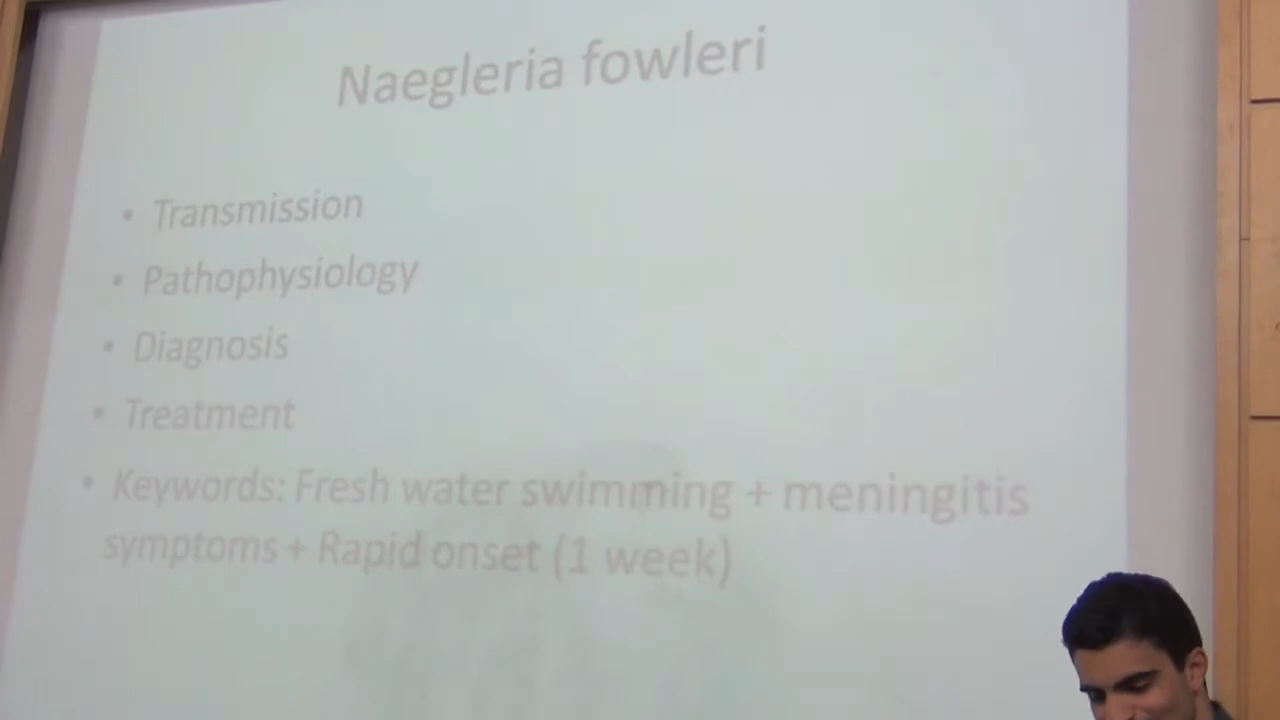 Naegleria fowleri
• Transmission
• Pathophysiology
• Diagnosis
• Treatment
• Keywords: Fresh water swimming + meningitis
symptoms + Rapid onset (1 week)